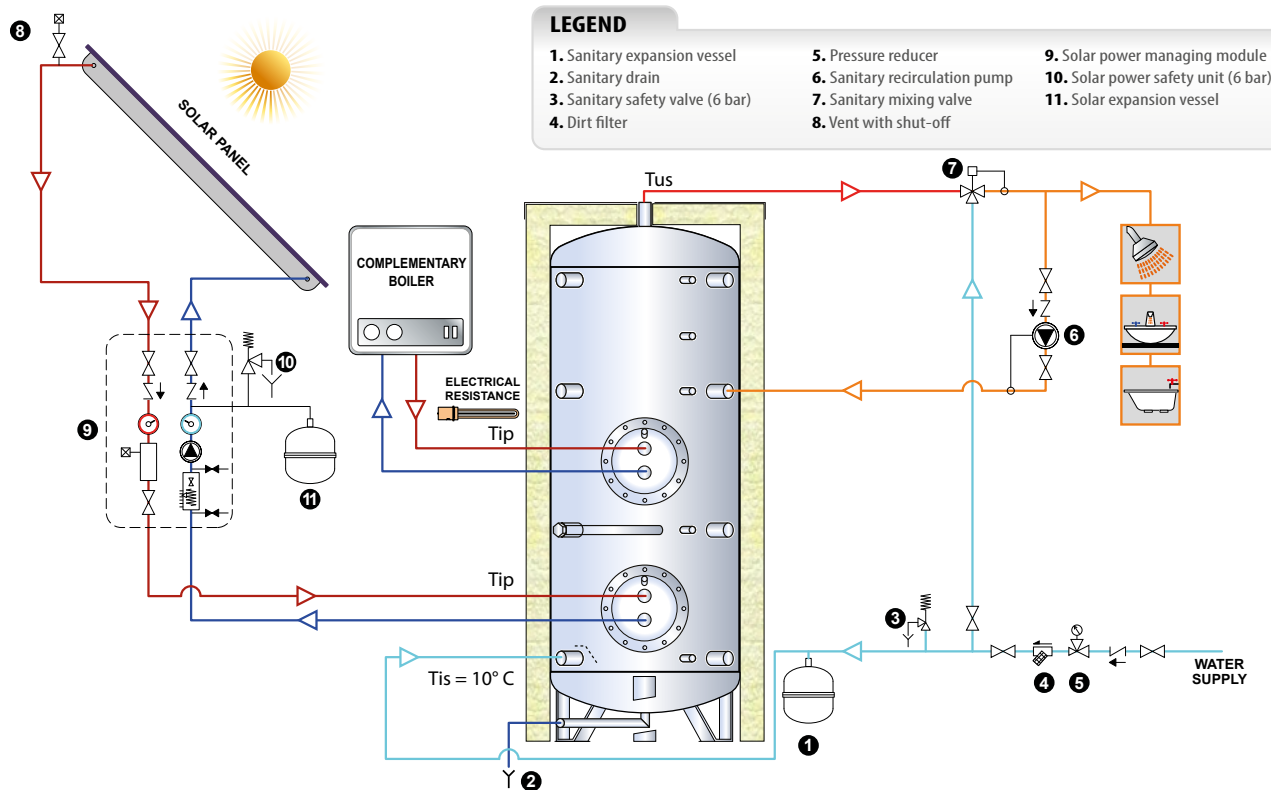 LEGEND
1. Sanitary expansion vessel
2. Sanitary drain
3. Sanitary safety valve (6 bar)
4. Dirt filter
5. Pressure reducer
6. Sanitary recirculation pump
7. Sanitary mixing valve
8. Vent with shut-off
9. Solar power managing module
10. Solar power safety unit (6 bar)
11. Solar expansion vessel
8
SOLAR PANEL
Tus
7
COMPLEMENTARY
BOILER
10
6
ELECTRICAL
RESISTANCE
9
Tip
11
Tip
3
Tis = 10° C
WATER
SUPPLY
4
5
1
2